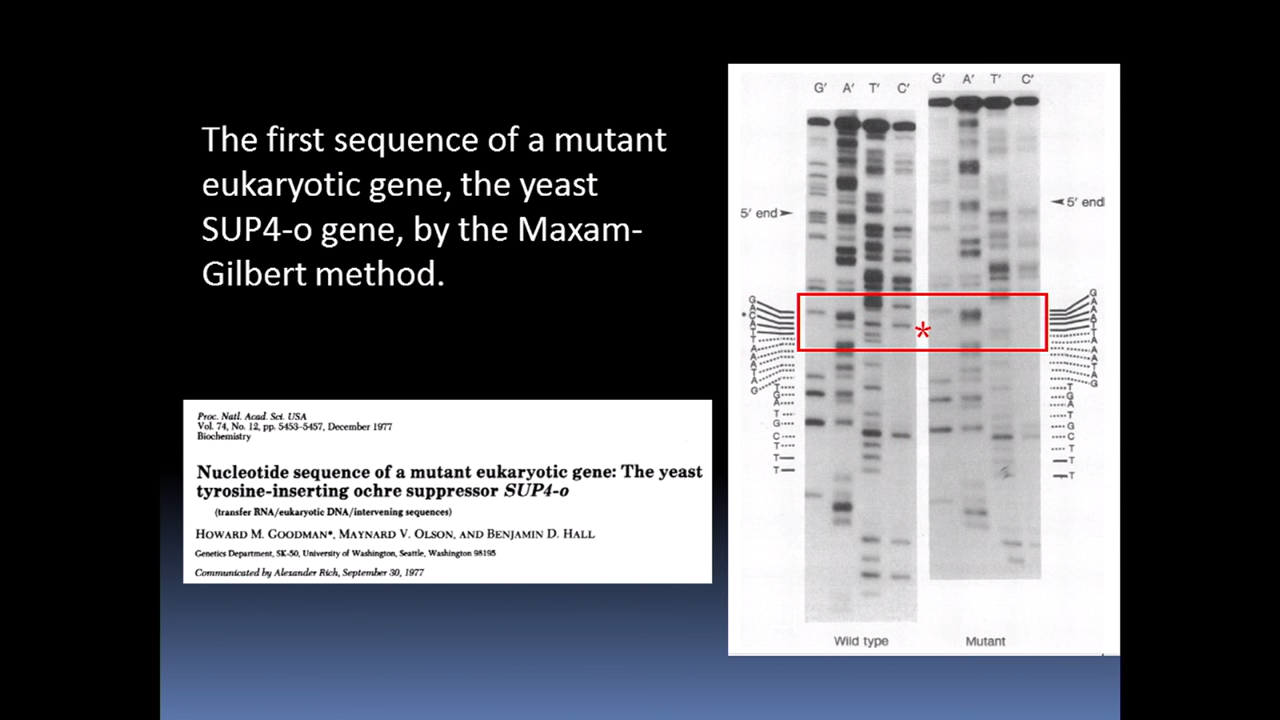 The first sequence of a mutant
eukaryotic gene, the yeast
SUP4-o gene, by the Maxam-
Gilbert method.
Proc. Natl. Acad. Sci. USA
Vol. 74, No. 12, pp. 5453-5457, December 1977
Biochemistry
Nucleotide sequence of a mutant eukaryotic gene: The yeast
tyrosine-inserting ochre suppressor SUP4-o
(transfer RNA/eukaryotic DNA/intervening sequences)
HOWARD M. GOODMAN*, MAYNARD V. OLSON, AND BENJAMIN D. HALL
Genetics Department, SK-50, University of Washington, Seattle, Washington 98195
Communicated by Alexander Rich, September 30, 1977
G′ A′ T′ C′
G′ A′ T′ C′
5′ end
5′ end
*
*
G
A
C
A
T
T
A
A
A
T
A
G
T
G
A
T
G
C
T
T
T
G
A
A
A
T
T
A
A
A
T
A
G
T
G
A
T
G
C
T
T
T
Wild type
Mutant